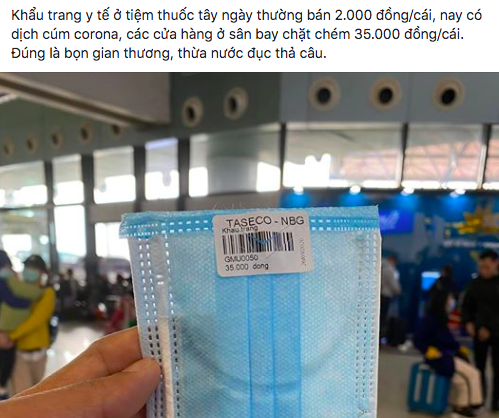 Khẩu trang y tế ở tiệm thuốc tây ngày thường bán 2.000 đồng/cái, nay có
dịch cúm corona, các cửa hàng ở sân bay chặt chém 35.000 đồng/cái.
Đúng là bọn gian thương, thừa nước đục thả câu.
TASECO - NBG
Khau trang
GMU0050
35.000 dong